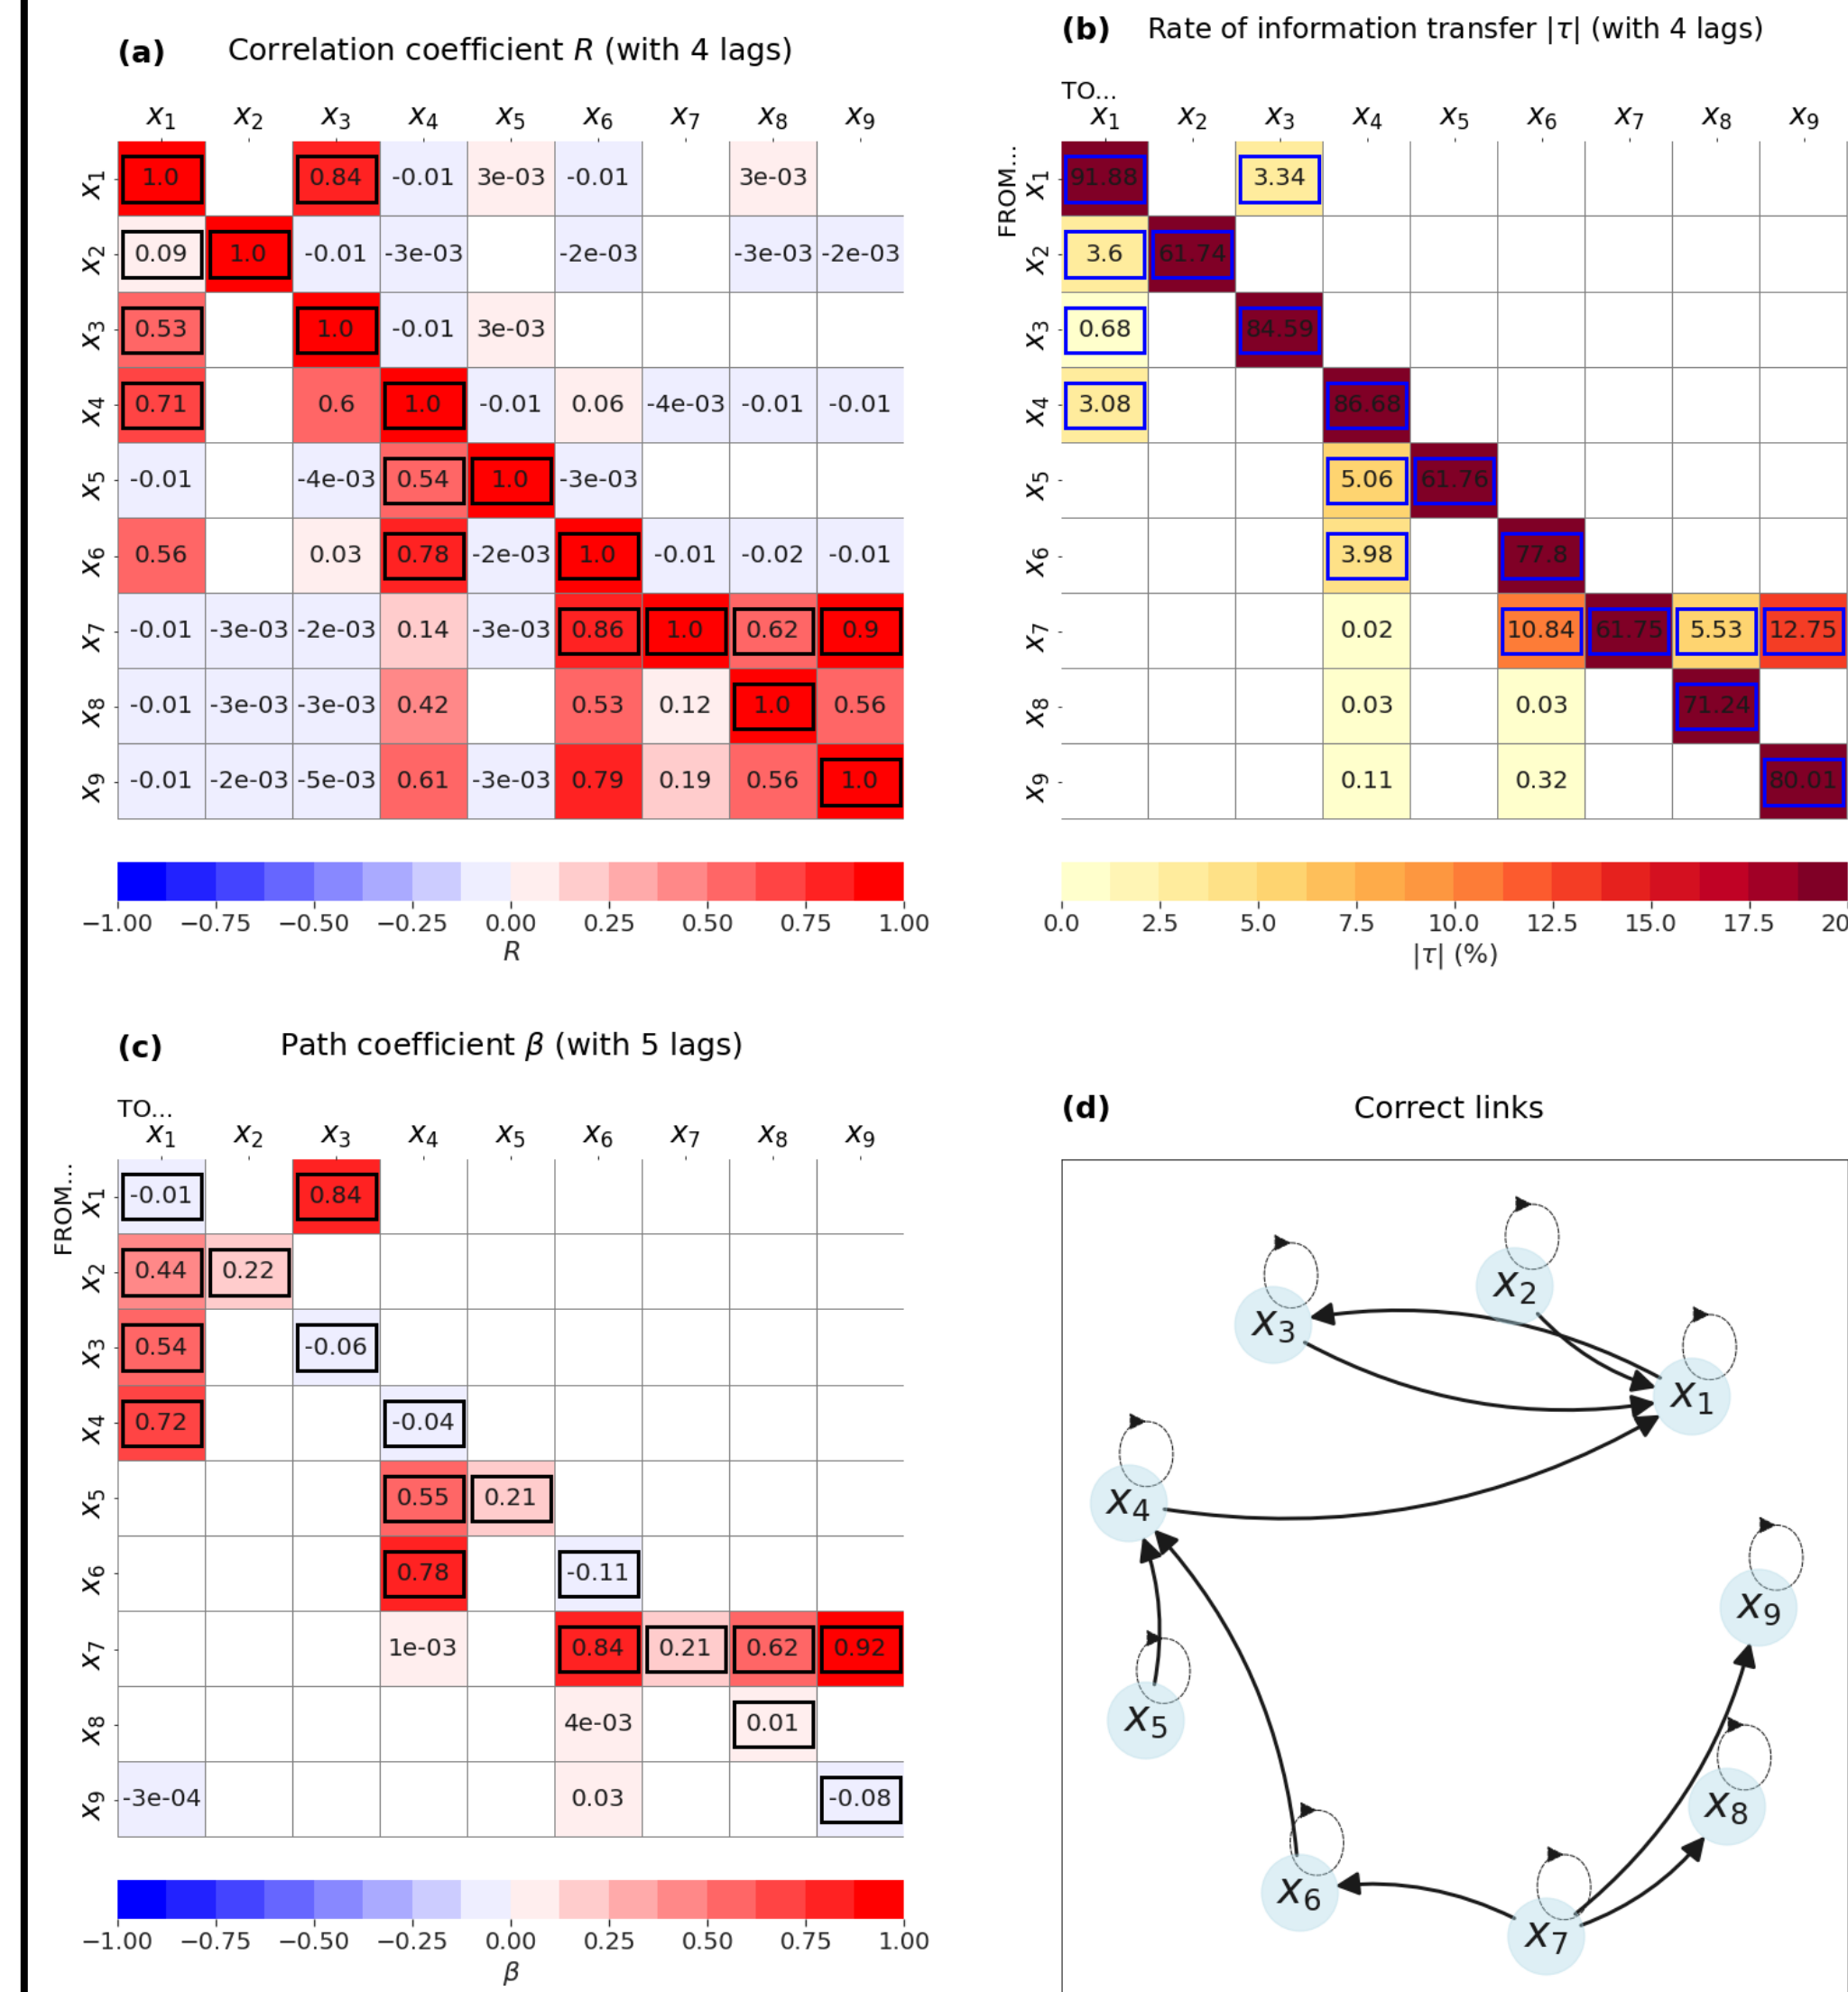 (a) Correlation coefficient R (with 4 lags)
x1 x2 x3 x4 x5 x6 x7 x8 x9
x1 1.0 0.84 -0.01 3e-03 -0.01 3e-03
x2 0.09 1.0 -0.01 -3e-03 -2e-03 -3e-03 -2e-03
x3 0.53 1.0 -0.01 3e-03
x4 0.71 0.6 1.0 -0.01 0.06 -4e-03 -0.01 -0.01
x5 -0.01 -4e-03 0.54 1.0 -3e-03
x6 0.56 0.03 0.78 -2e-03 1.0 -0.01 -0.02 -0.01
x7 -0.01 -3e-03 -2e-03 0.14 -3e-03 0.86 1.0 0.62 0.9
x8 -0.01 -3e-03 -3e-03 0.42 0.53 0.12 1.0 0.56
x9 -0.01 -2e-03 -5e-03 0.61 -3e-03 0.79 0.19 0.56 1.0
−1.00 −0.75 −0.50 −0.25 0.00 0.25 0.50 0.75 1.00
R
(b) Rate of information transfer |τ| (with 4 lags)
TO...
x1 x2 x3 x4 x5 x6 x7 x8 x9
FROM...
x1 91.88 3.34
x2 3.6 61.74
x3 0.68 84.59
x4 3.08 86.68
x5 5.06 61.76
x6 3.98 77.8
x7 0.02 10.84 61.75 5.53 12.75
x8 0.03 0.03 71.24
x9 0.11 0.32 80.01
0.0 2.5 5.0 7.5 10.0 12.5 15.0 17.5 20
|τ| (%)
(c) Path coefficient β (with 5 lags)
TO...
x1 x2 x3 x4 x5 x6 x7 x8 x9
FROM...
x1 -0.01 0.84
x2 0.44 0.22
x3 0.54 -0.06
x4 0.72 -0.04
x5 0.55 0.21
x6 0.78 -0.11
x7 1e-03 0.84 0.21 0.62 0.92
x8 4e-03 0.01
x9 -3e-04 0.03 -0.08
−1.00 −0.75 −0.50 −0.25 0.00 0.25 0.50 0.75 1.00
β
(d) Correct links
x2
x3
x1
x4
x9
x5
x8
x6
x7